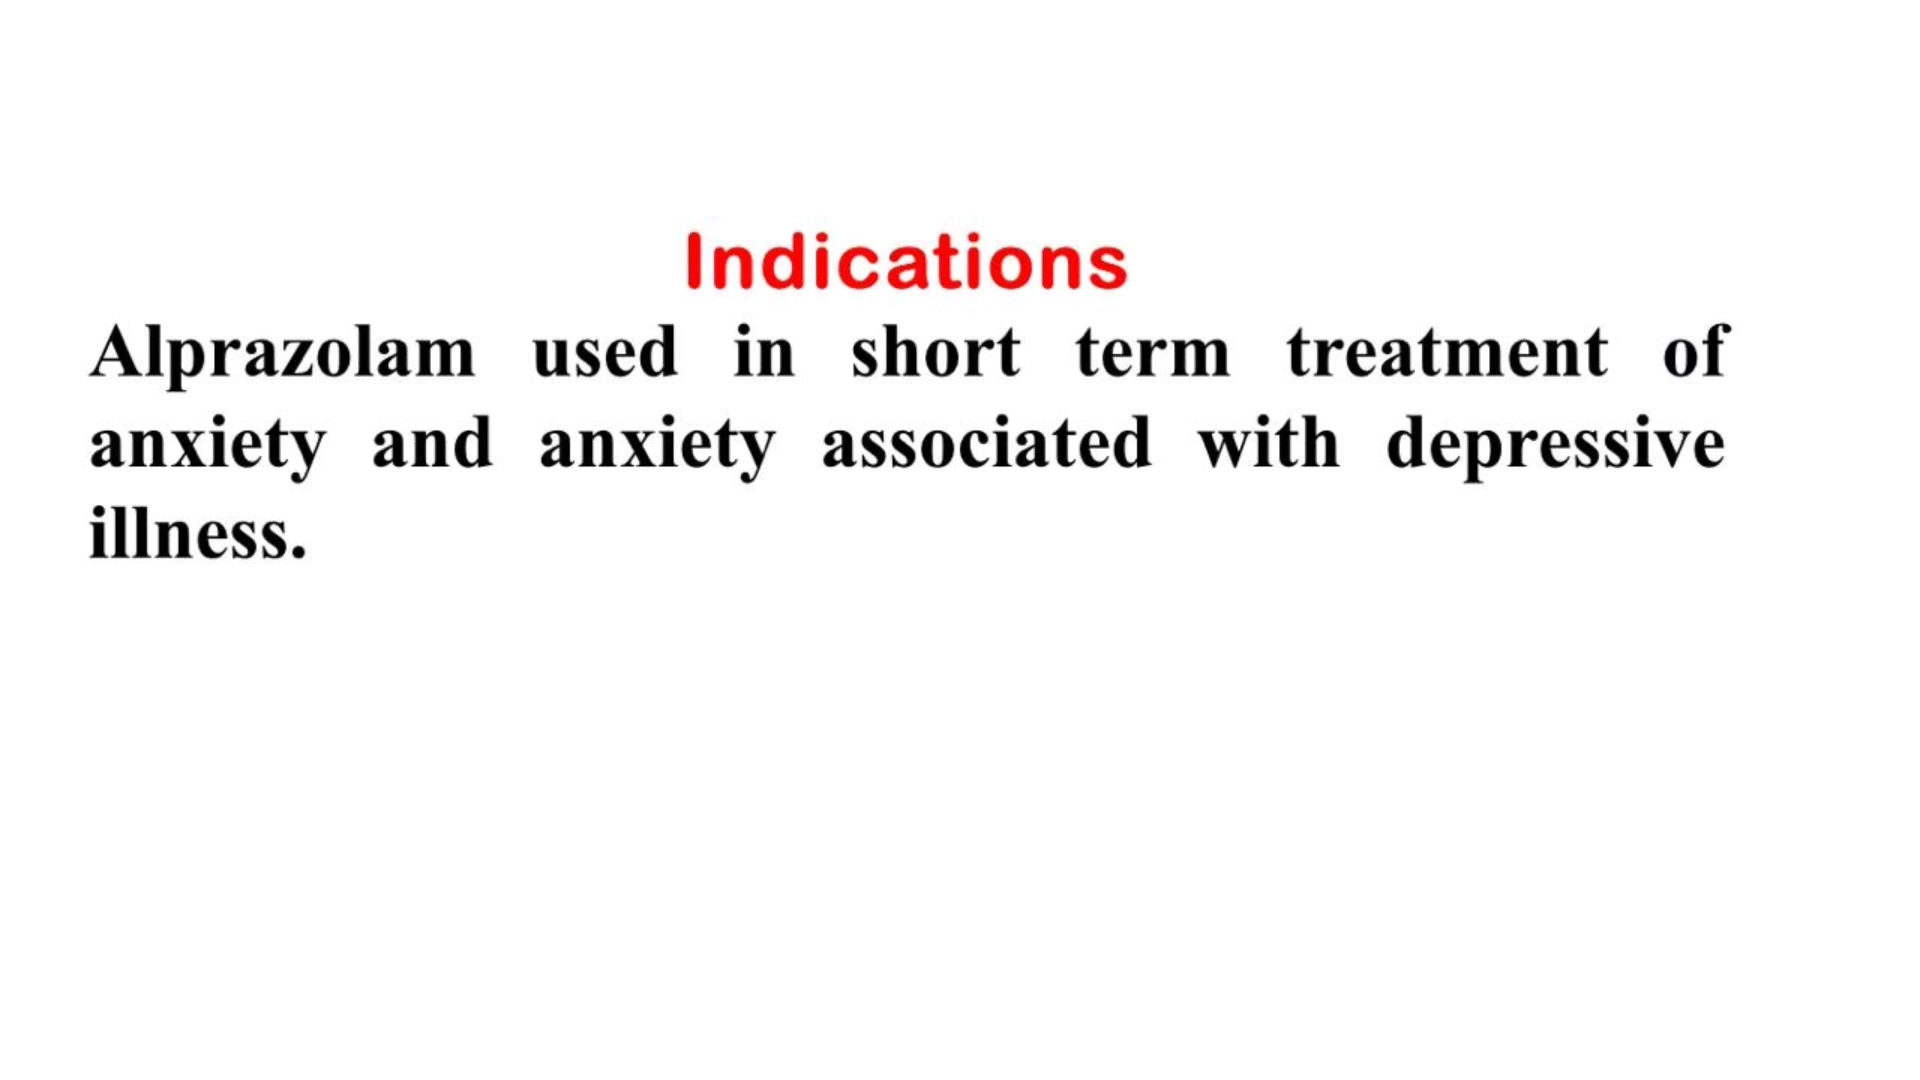 Indications
Alprazolam used in short term treatment of
anxiety and anxiety associated with depressive
illness.